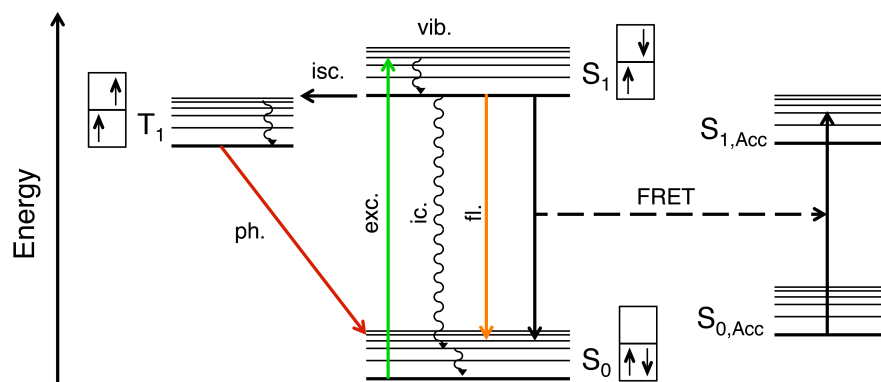 vib.
isc.
S1
T1
S1,Acc
Energy
exc.
ic.
fl.
FRET
ph.
S0
S0,Acc